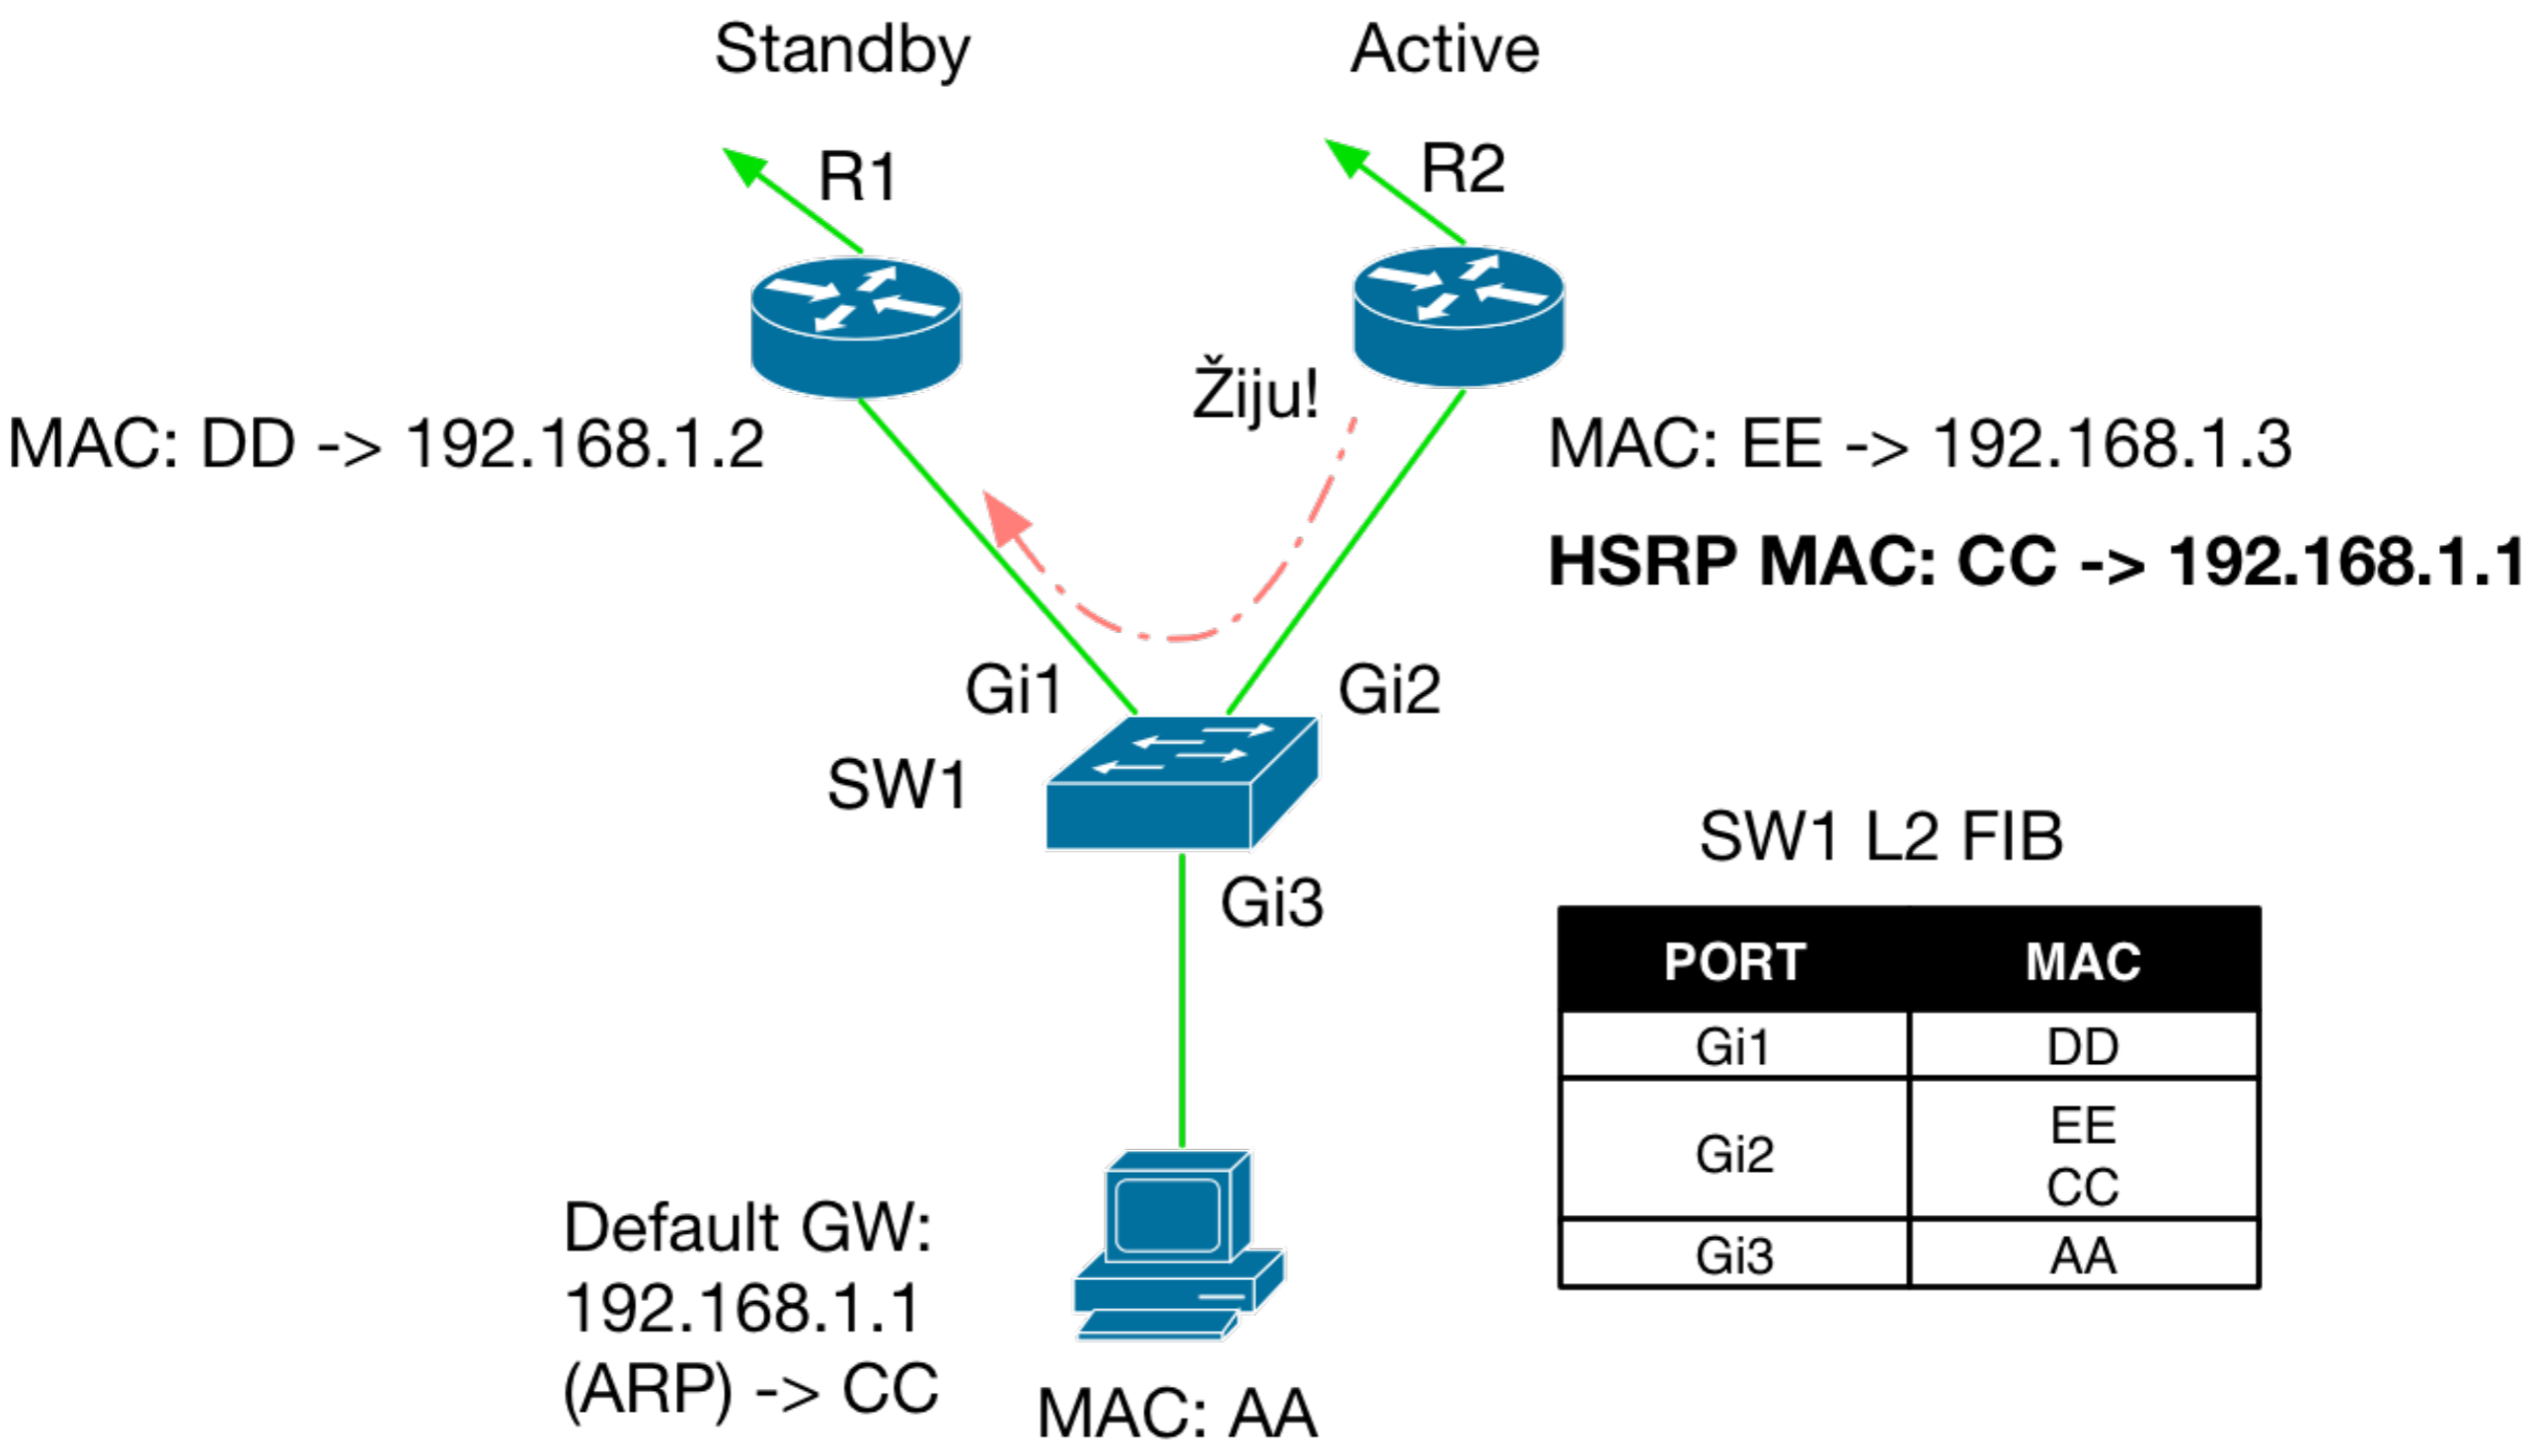 Standby
Active
R1
R2
Žiju!
MAC: DD -> 192.168.1.2
MAC: EE -> 192.168.1.3
HSRP MAC: CC -> 192.168.1.1
Gi1
Gi2
SW1
Gi3
SW1 L2 FIB
PORT MAC
Gi1 DD
Gi2 EE
CC
Gi3 AA
Default GW:
192.168.1.1
(ARP) -> CC
MAC: AA